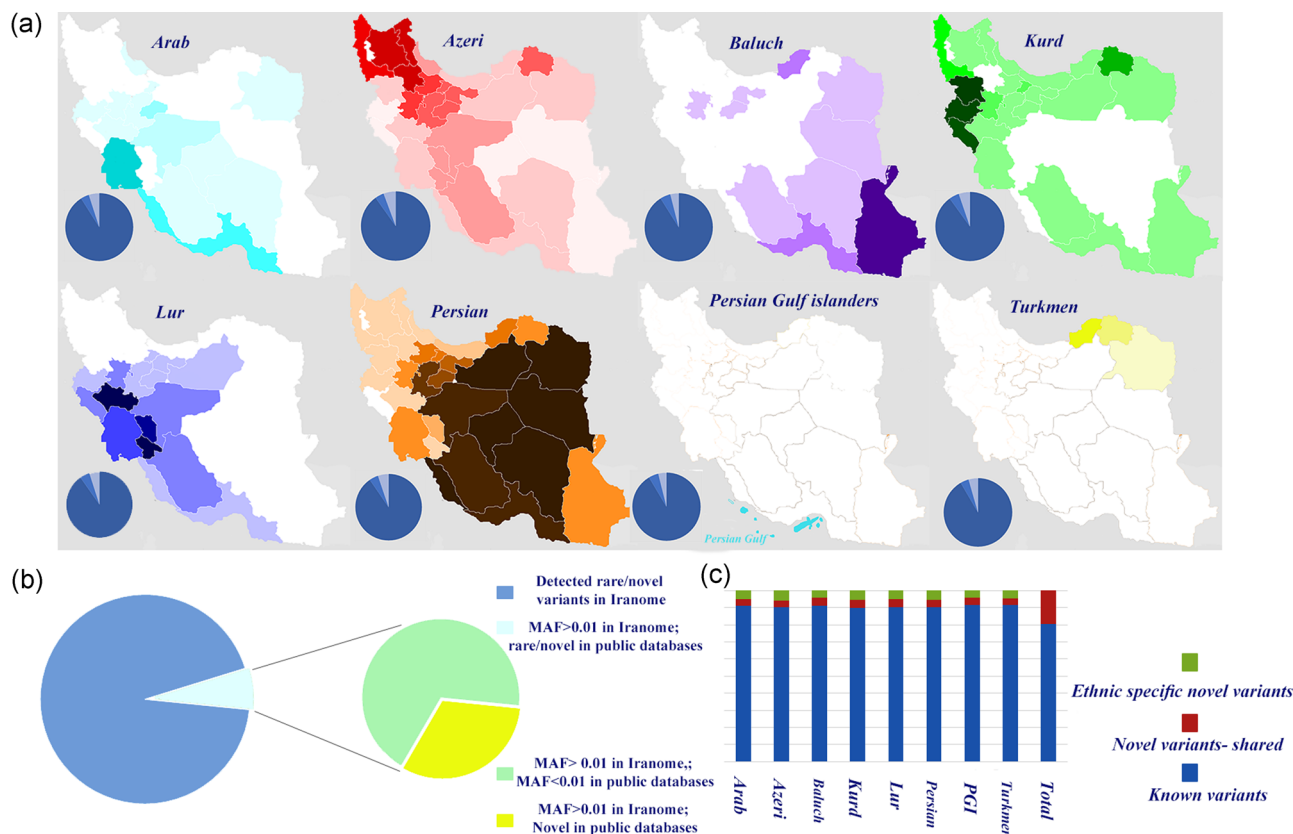 (a)
Arab
Azeri
Baluch
Kurd
Lur
Persian
Persian Gulf islanders
Turkmen
Persian Gulf
(b)
Detected rare/novel
variants in Iranome
MAF>0.01 in Iranome;
rare/novel in public databases
MAF> 0.01 in Iranome,;
MAF<0.01 in public databases
MAF>0.01 in Iranome;
Novel in public databases
(c)
Arab
Azeri
Baluch
Kurd
Lur
Persian
PGI
Turkmen
Total
Ethnic specific novel variants
Novel variants- shared
Known variants